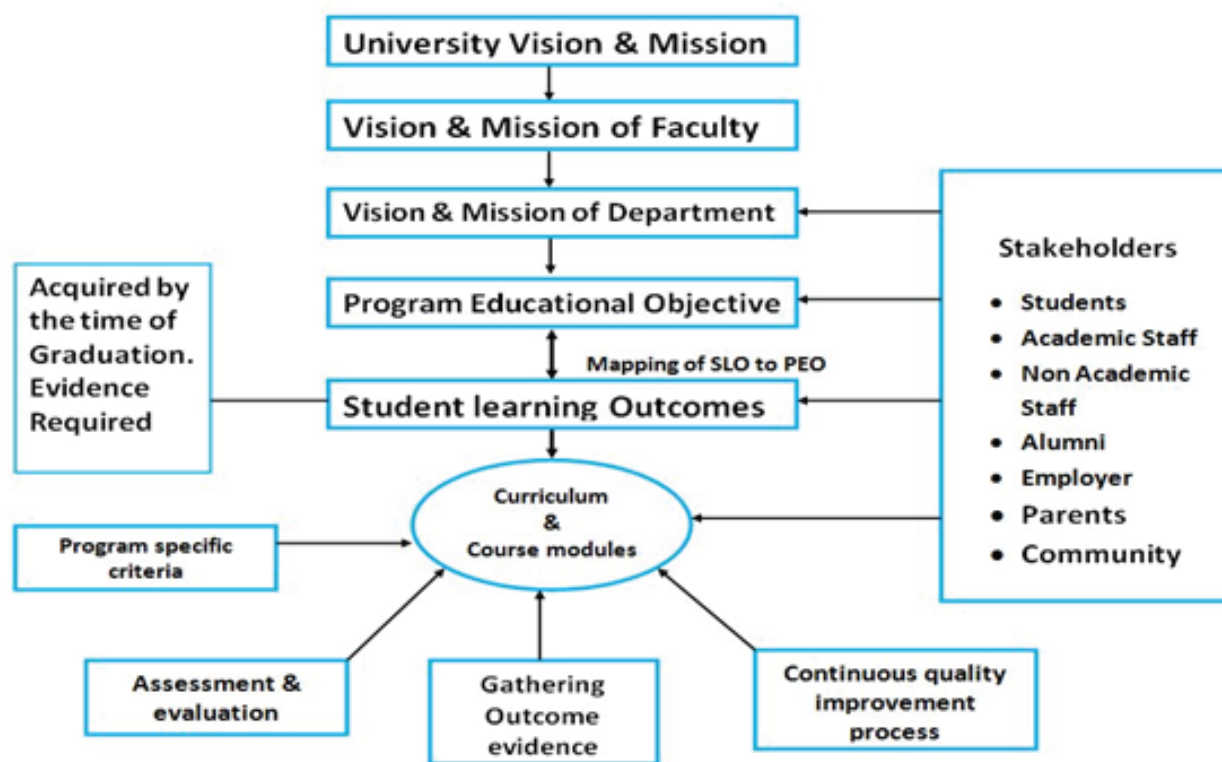 University Vision & Mission
Vision & Mission of Faculty
Vision & Mission of Department
Program Educational Objective
Mapping of SLO to PEO
Student learning Outcomes
Acquired by
the time of
Graduation.
Evidence
Required
Stakeholders
• Students
• Academic Staff
• Non Academic
Staff
• Alumni
• Employer
• Parents
• Community
Curriculum
&
Course modules
Program specific
criteria
Assessment &
evaluation
Gathering
Outcome
evidence
Continuous quality
improvement
process